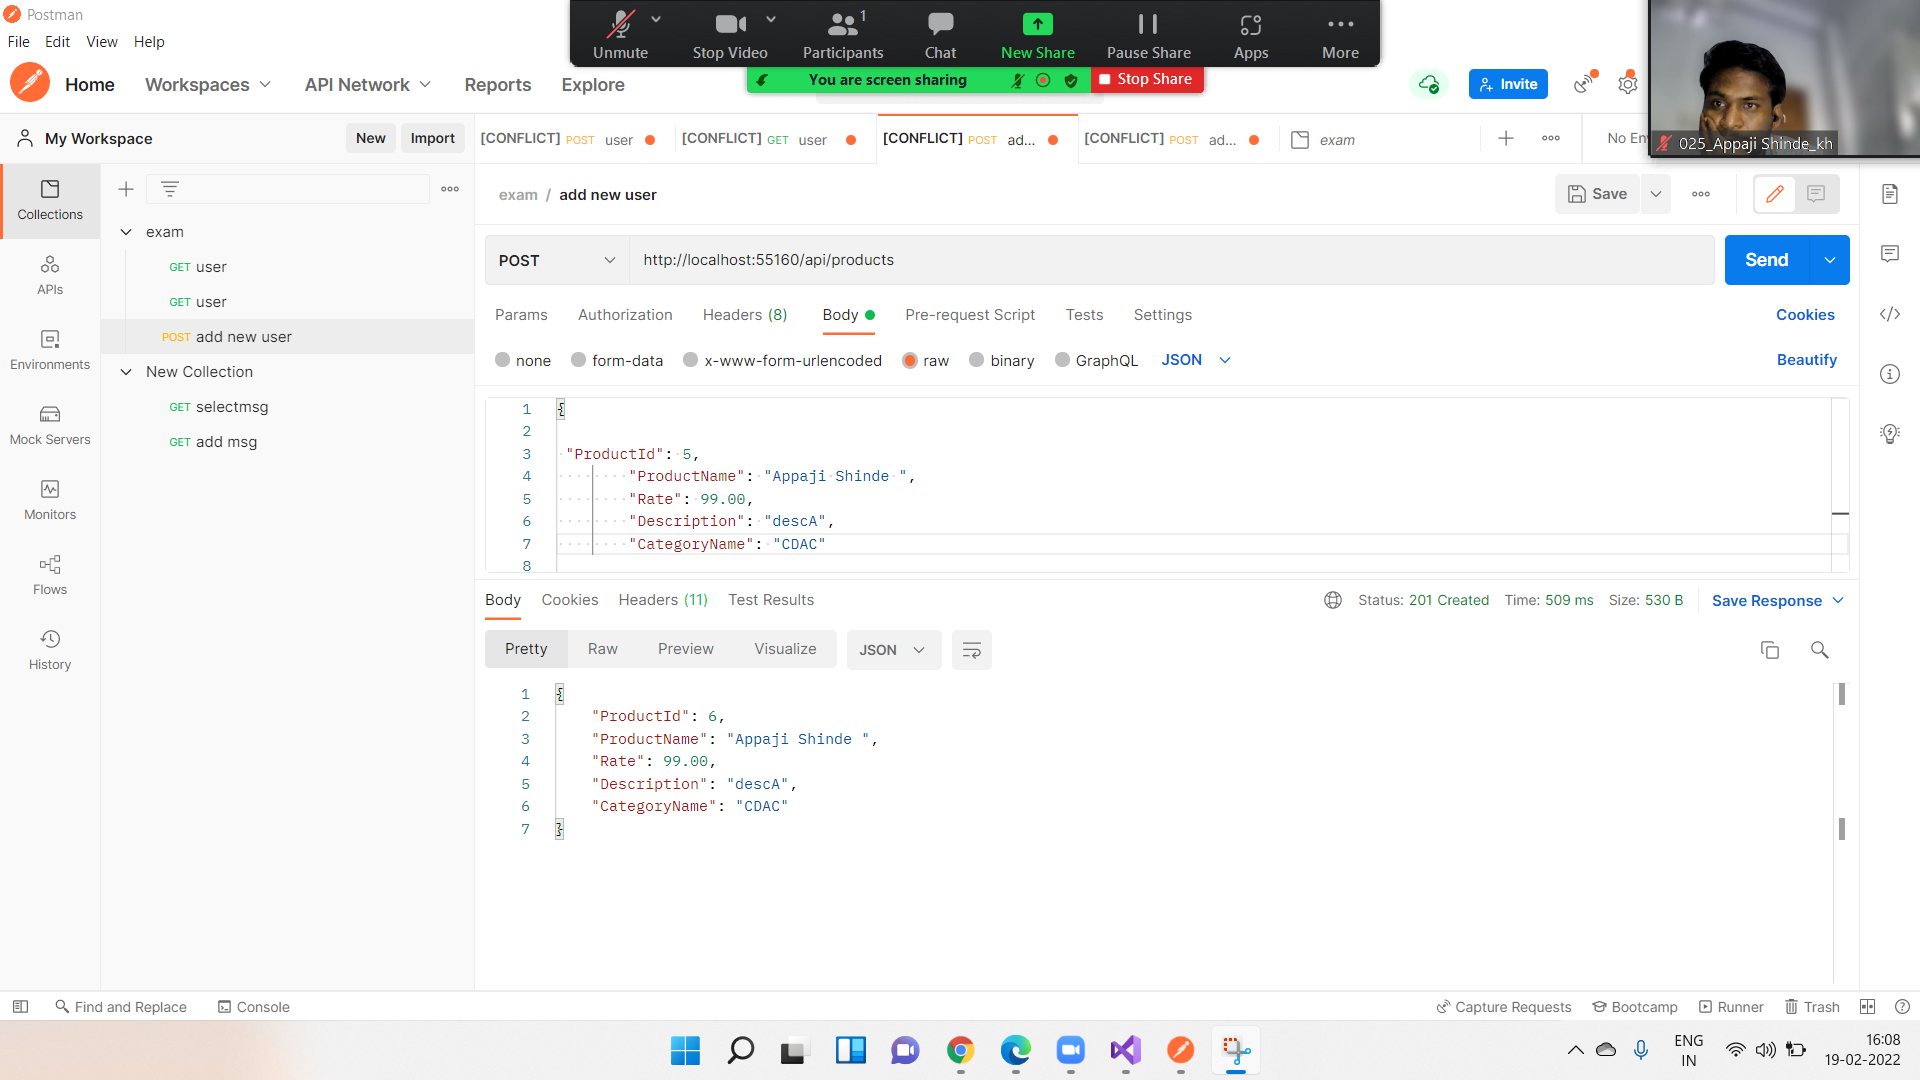 Postman
File Edit View Help
Unmute Stop Video Participants 1 Chat New Share Pause Share Apps More
You are screen sharing Stop Share
Home Workspaces API Network Reports Explore Invite
025_Appaji Shinde_kh
My Workspace New Import
[CONFLICT] POST user [CONFLICT] GET user [CONFLICT] POST ad... [CONFLICT] POST ad... exam No En
Collections
APIs
Environments
Mock Servers
Monitors
Flows
History
exam
GET user
GET user
POST add new user
New Collection
GET selectmsg
GET add msg
exam / add new user Save
POST http://localhost:55160/api/products Send
Params Authorization Headers (8) Body Pre-request Script Tests Settings Cookies
none form-data x-www-form-urlencoded raw binary GraphQL JSON Beautify
1 {
2
3 "ProductId": 5,
4 "ProductName": "Appaji Shinde ",
5 "Rate": 99.00,
6 "Description": "descA",
7 "CategoryName": "CDAC"
8
Body Cookies Headers (11) Test Results Status: 201 Created Time: 509 ms Size: 530 B Save Response
Pretty Raw Preview Visualize JSON
1 {
2 "ProductId": 6,
3 "ProductName": "Appaji Shinde ",
4 "Rate": 99.00,
5 "Description": "descA",
6 "CategoryName": "CDAC"
7 }
Find and Replace Console Capture Requests Bootcamp Runner Trash
ENG
IN
16:08
19-02-2022